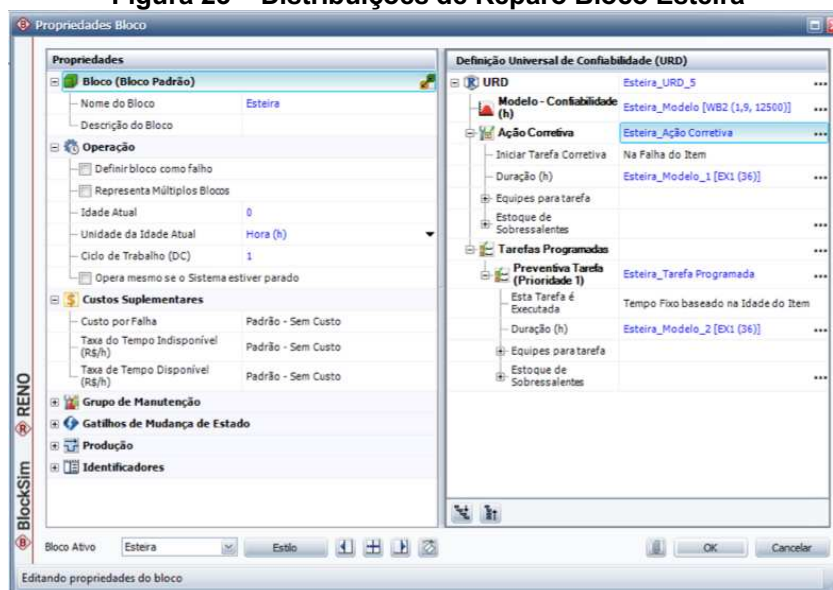 Figura 20 – Distribuições de Reparo Bloco Esteira
Propriedades Bloco
Propriedades
Bloco (Bloco Padrão)
Nome do Bloco Esteira
Descrição do Bloco
Operação
Definir bloco como falho
Representa Múltiplos Blocos
Idade Atual 0
Unidade da Idade Atual Hora (h)
Ciclo de Trabalho (DC) 1
Opera mesmo se o Sistema estiver parado
Custos Suplementares
Custo por Falha Padrão - Sem Custo
Taxa do Tempo Indisponível (R$/h) Padrão - Sem Custo
Taxa de Tempo Disponível (R$/h) Padrão - Sem Custo
Grupo de Manutenção
Gatilhos de Mudança de Estado
Produção
Identificadores
Definição Universal de Confiabilidade (URD)
URD Esteira_URD_5 ...
Modelo - Confiabilidade (h) Esteira_Modelo [WB2 (1,9, 12500)] ...
Ação Corretiva Esteira_Ação Corretiva ...
Iniciar Tarefa Corretiva Na Falha do Item
Duração (h) Esteira_Modelo_1 [EX1 (36)] ...
Equipes para tarefa
Estoque de Sobressalentes ...
Tarefas Programadas ...
Preventiva Tarefa (Prioridade 1) Esteira_Tarefa Programada ...
Esta Tarefa é Executada Tempo Fixo baseado na Idade do Item
Duração (h) Esteira_Modelo_2 [EX1 (36)] ...
Equipes para tarefa
Estoque de Sobressalentes ...
BlockSim RENO
Bloco Ativo Esteira Estilo OK Cancelar
Editando propriedades do bloco